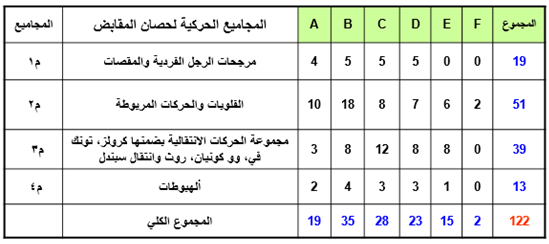 المجاميع المجاميع الحركية لحصان المقابض A B C D E F المجموع
م١ مرجحات الرجل الفردية والمقصات 4 5 5 5 0 0 19
م٢ الفلويات والحركات المربوطة 10 18 8 7 6 2 51
مجموعة الحركات الانتقالية بضمنها كرولز، تونك
م٣ في، وو كونيان، روث وانتقال سبندل 3 8 12 8 8 0 39
م٤ ألهبوطات 2 4 3 3 1 0 13
المجموع الكلي 19 35 28 23 15 2 122